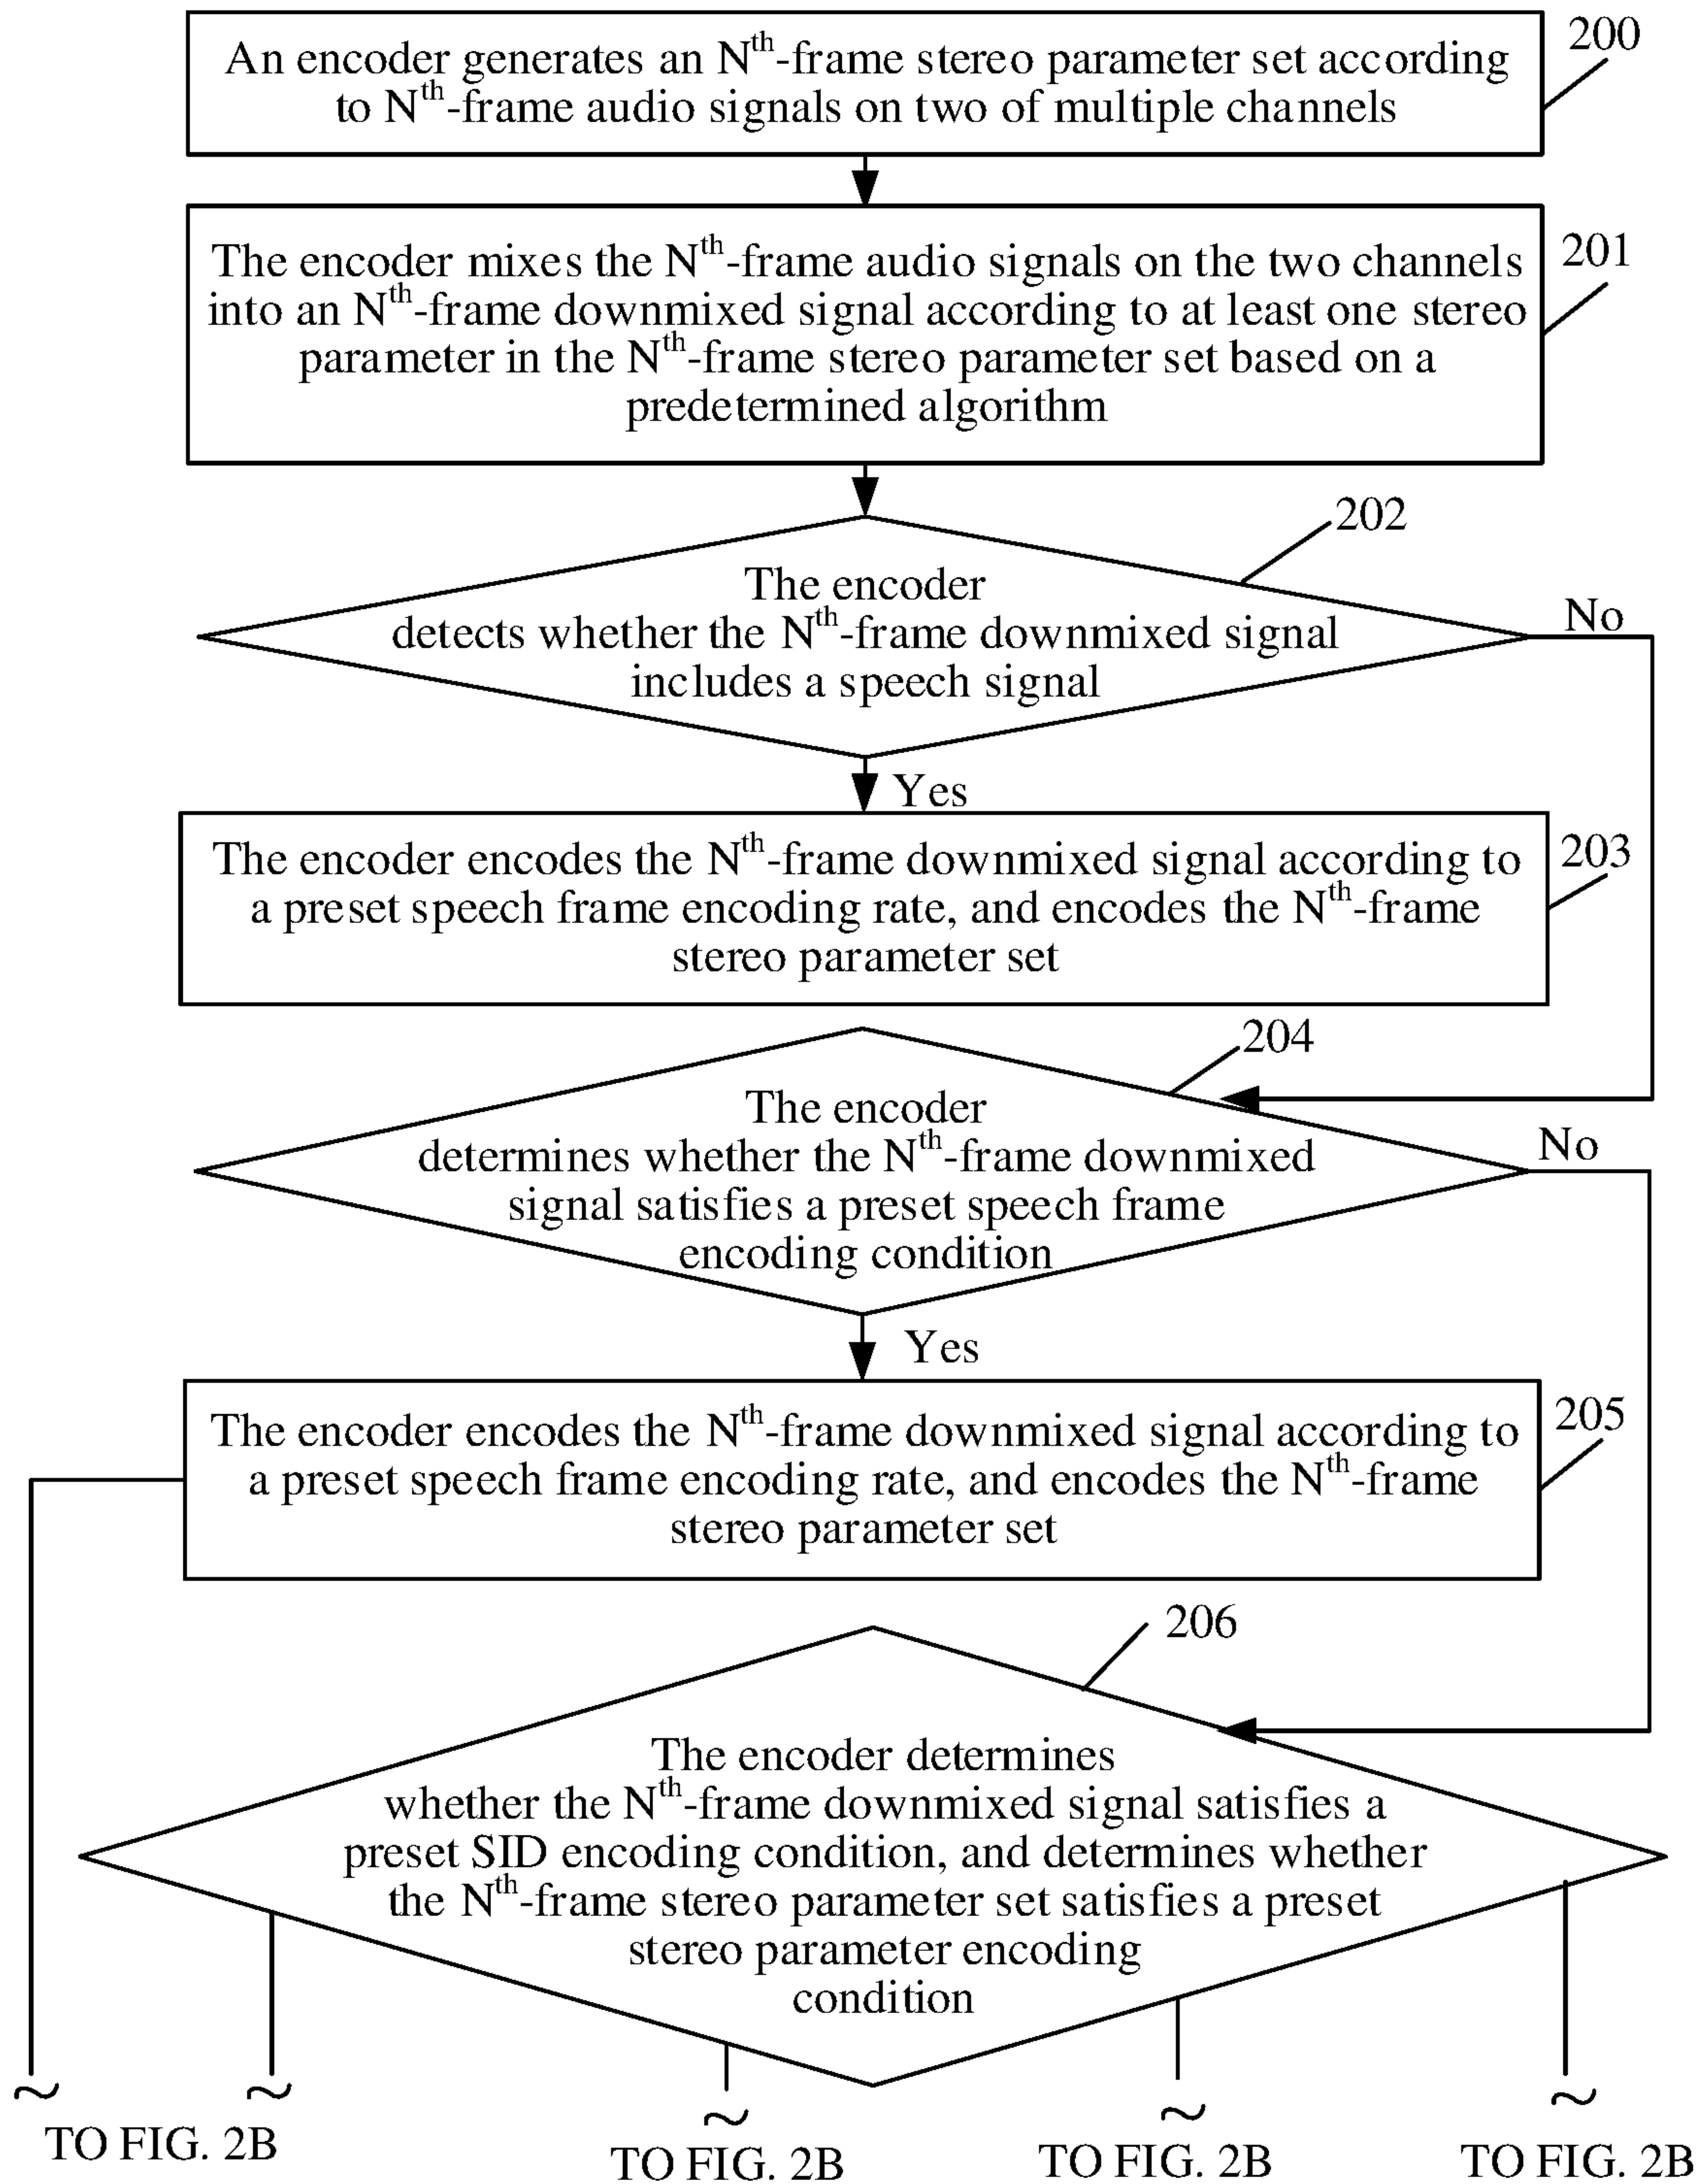 An encoder generates an Nth-frame stereo parameter set according
to Nth-frame audio signals on two of multiple channels
200
The encoder mixes the Nth-frame audio signals on the two channels
into an Nth-frame downmixed signal according to at least one stereo
parameter in the Nth-frame stereo parameter set based on a
predetermined algorithm
201
202
The encoder
detects whether the Nth-frame downmixed signal
includes a speech signal
No
Yes
The encoder encodes the Nth-frame downmixed signal according to
a preset speech frame encoding rate, and encodes the Nth-frame
stereo parameter set
203
204
The encoder
determines whether the Nth-frame downmixed
signal satisfies a preset speech frame
encoding condition
No
Yes
The encoder encodes the Nth-frame downmixed signal according to
a preset speech frame encoding rate, and encodes the Nth-frame
stereo parameter set
205
206
The encoder determines
whether the Nth-frame downmixed signal satisfies a
preset SID encoding condition, and determines whether
the Nth-frame stereo parameter set satisfies a preset
stereo parameter encoding
condition
TO FIG. 2B
TO FIG. 2B
TO FIG. 2B
TO FIG. 2B